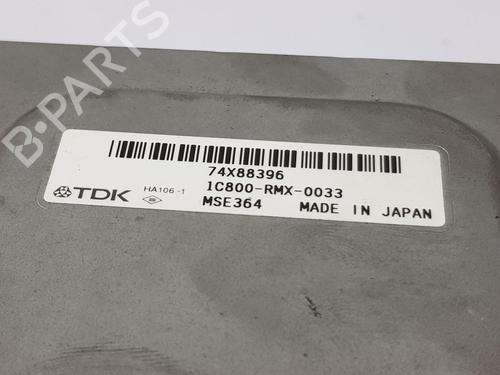 B-PARTS
74X88396
TDK HA106-1 1C800-RMX-0033
MSE364 MADE IN JAPAN